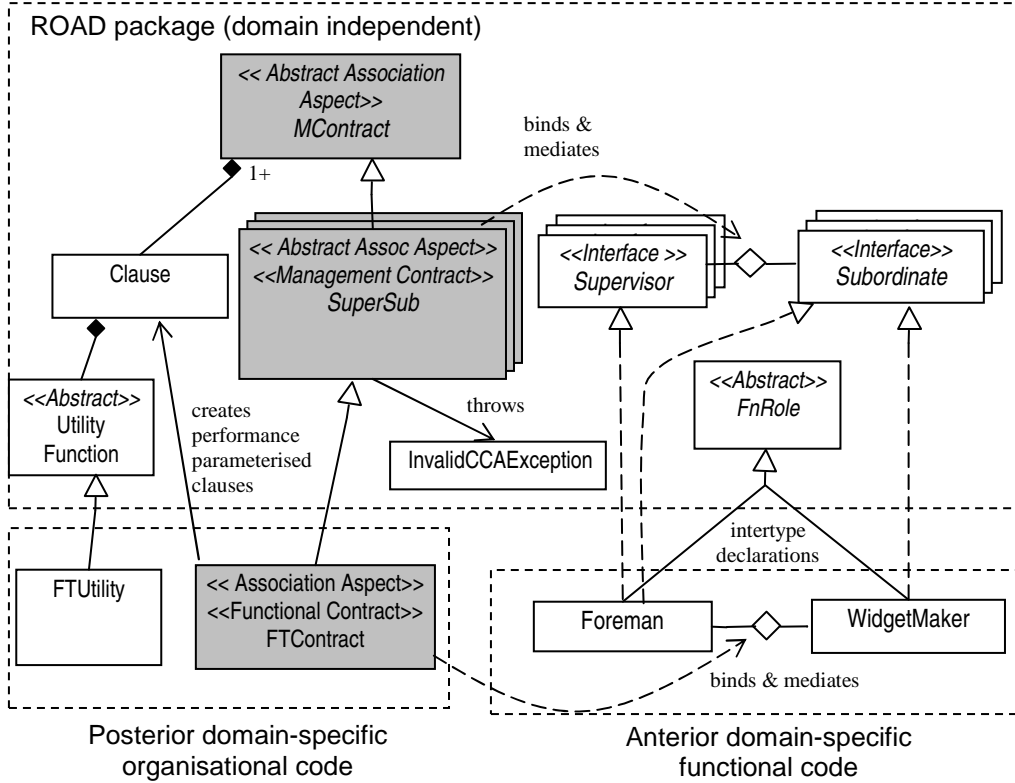 ROAD package (domain independent)
<< Abstract Association
Aspect>>
MContract
binds &
mediates
1+
<< Abstract Assoc Aspect>>
<<Management Contract>>
SuperSub
<<Interface >>
Supervisor
<<Interface>>
Subordinate
Clause
<<Abstract>>
Utility
Function
creates
performance
parameterised
clauses
throws
InvalidCCAException
<<Abstract>>
FnRole
intertype
declarations
FTUtility
<< Association Aspect>>
<<Functional Contract>>
FTContract
Foreman
WidgetMaker
binds & mediates
Posterior domain-specific
organisational code
Anterior domain-specific
functional code